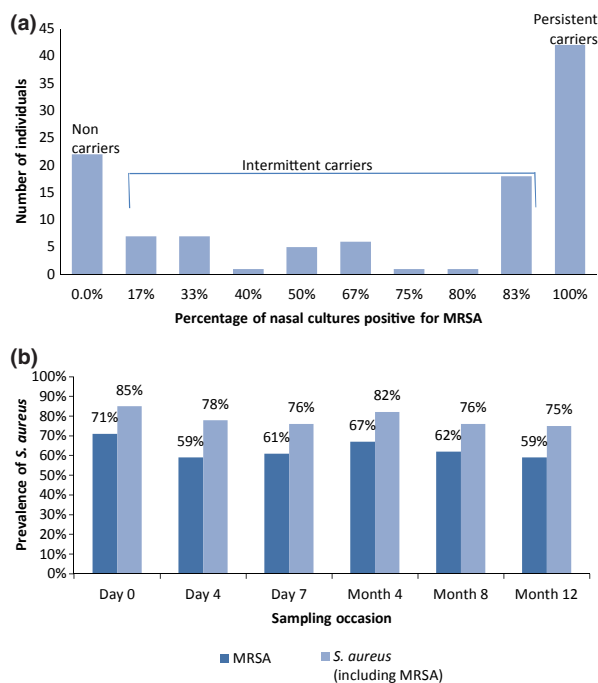 (a)
Number of individuals
45
40
35
30
25
20
15
10
5
0
Non
carriers
Intermittent carriers
Persistent
carriers
0.0% 17% 33% 40% 50% 67% 75% 80% 83% 100%
Percentage of nasal cultures positive for MRSA
(b)
Prevalence of S. aureus
100%
90%
80%
70%
60%
50%
40%
30%
20%
10%
0%
71% 85% 59% 78% 61% 76% 67% 82% 62% 76% 59% 75%
Day 0 Day 4 Day 7 Month 4 Month 8 Month 12
Sampling occasion
MRSA S. aureus
(including MRSA)